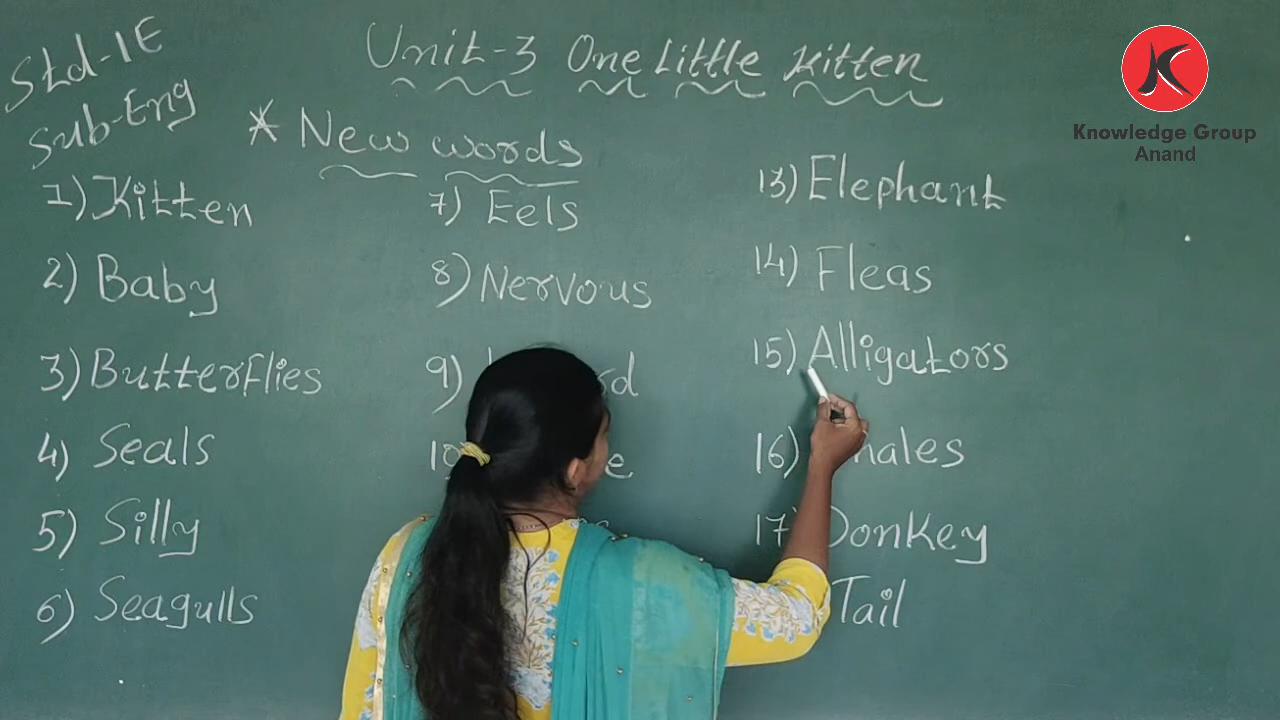 Std-1E
Sub-Eng
Unit-3 One Little Kitten
* New words
1) Kitten
2) Baby
3) Butterflies
4) Seals
5) Silly
6) Seagulls
7) Eels
8) Nervous
9)
10
13) Elephant
14) Fleas
15) Alligators
16)
17) Donkey
Tail
Knowledge Group
Anand